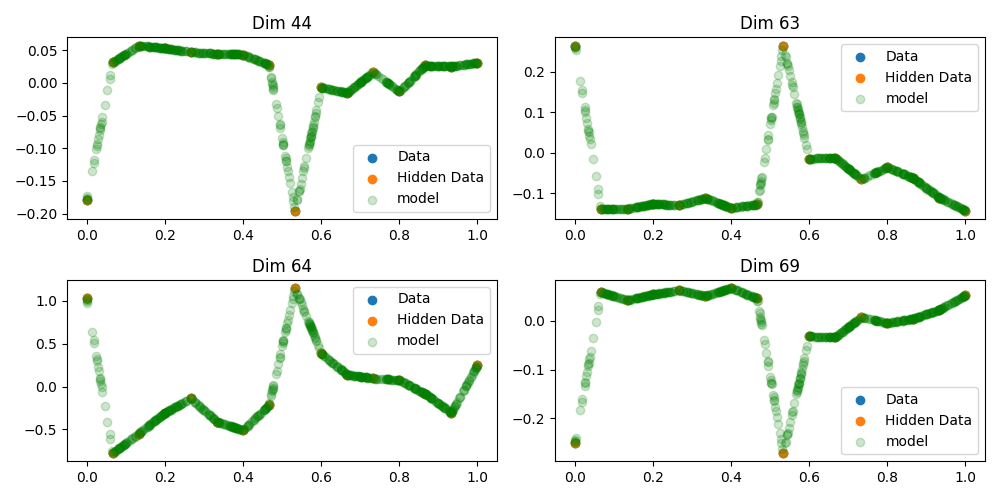 Dim 44
0.05
0.00
−0.05
−0.10
−0.15
−0.20
Data
Hidden Data
model
0.0 0.2 0.4 0.6 0.8 1.0
Dim 63
0.2
0.1
0.0
−0.1
Data
Hidden Data
model
0.0 0.2 0.4 0.6 0.8 1.0
Dim 64
1.0
0.5
0.0
−0.5
Data
Hidden Data
model
0.0 0.2 0.4 0.6 0.8 1.0
Dim 69
0.0
−0.1
−0.2
Data
Hidden Data
model
0.0 0.2 0.4 0.6 0.8 1.0